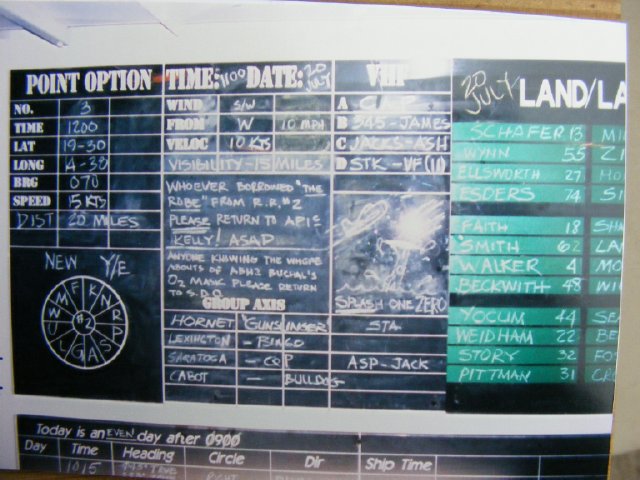 POINT OPTION
NO. 3
TIME 1200
LAT 19-30
LONG
BRG 070
SPEED 15 KTS
DIST 20 MILES
NEW Y/E
#2
TIME: 1100 DATE: 20 JULY
WIND S/W
FROM W 10 MPH
VELOC 10 KTS
VISIBILITY-15 MILES
WHOEVER BORROWED "THE
ROBE" FROM R.R.#2
PLEASE RETURN TO
KELLY! ASAP
ANYONE KNOWING THE WHERE
ABOUTS OF ABH2 BUCHAL'S
O2 MASK PLEASE RETURN
TO S.D.O.
GROUP AXIS
HORNET "GUNSLINGER" STA.
LEXINGTON - BINGO
SARATOGA - ASP-JACK
CABOT - BULLDOG
VHF
A CAP
B 345-JAMES
C JACKS-ASH
D STK-VF(11)
SPLASH ONE ZERO
20 JULY LAND/LA
SCHAFER 13
WYNN 55
ELLSWORTH 27
ESDERS 74
FAITH 18
SMITH 62
WALKER 4
BECKWITH 48
YOCUM 44
WEIDHAM 22
STORY 32
PITTMAN 31
Today is an EVEN day after 0900
Day Time Heading Circle Dir Ship Time
1015